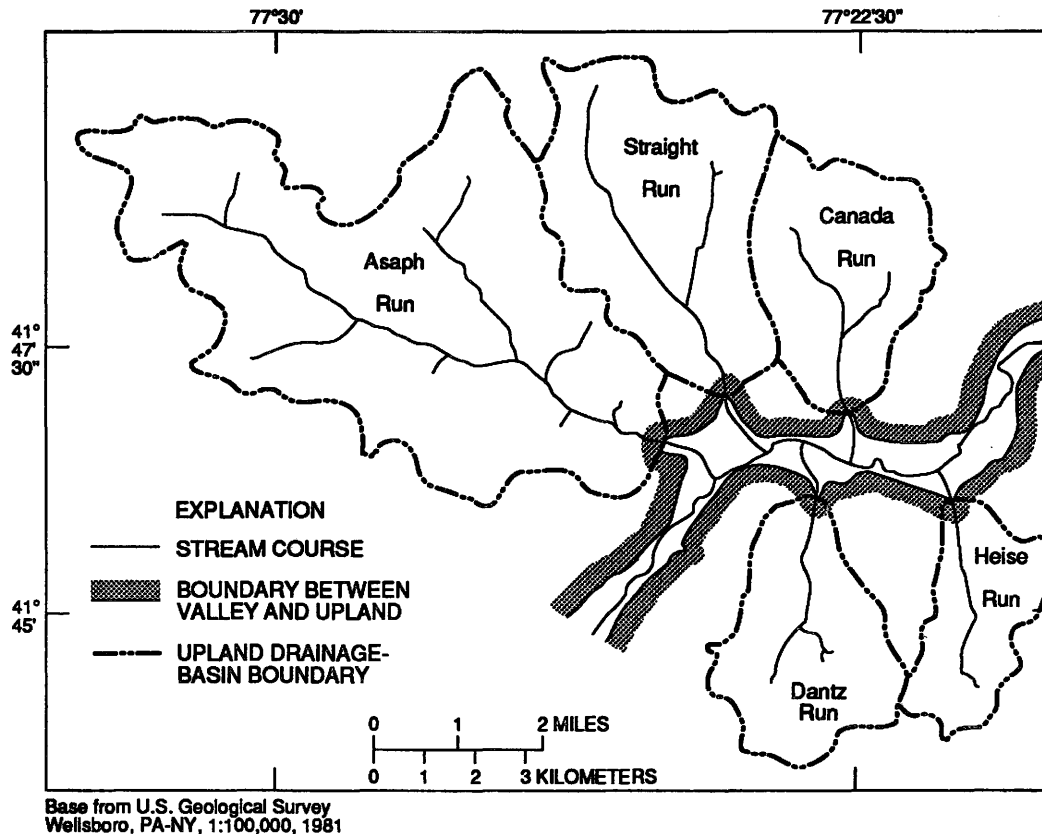 77°30'
77°22'30"
Straight
Run
Canada
Run
Asaph
Run
41°
47'
30"
EXPLANATION
STREAM COURSE
BOUNDARY BETWEEN
VALLEY AND UPLAND
UPLAND DRAINAGE-
BASIN BOUNDARY
Heise
Run
41°
45'
Dantz
Run
0 1 2 MILES
0 1 2 3 KILOMETERS
Base from U.S. Geological Survey
Wellsboro, PA-NY, 1:100,000, 1981